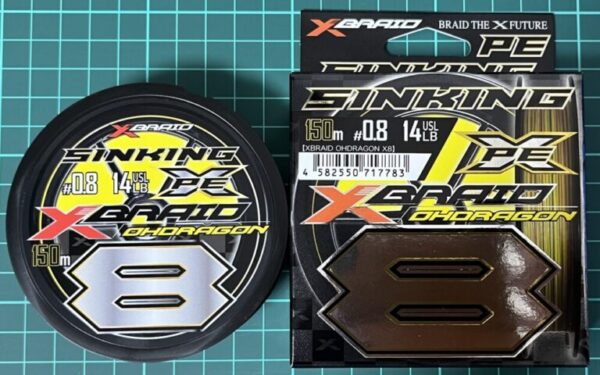 XBRAID
SINKING
#0.8 14 USL LB
X PE
XBRAID
OHDRAGON
150m
8
XBRAID BRAID THE X FUTURE
PE
SINKING
SINKING
150m #0.8 14 USL LB
【XBRAID OHDRAGON X8】
X PE
4 582550 717783
XBRAID
OHDRAGON
8